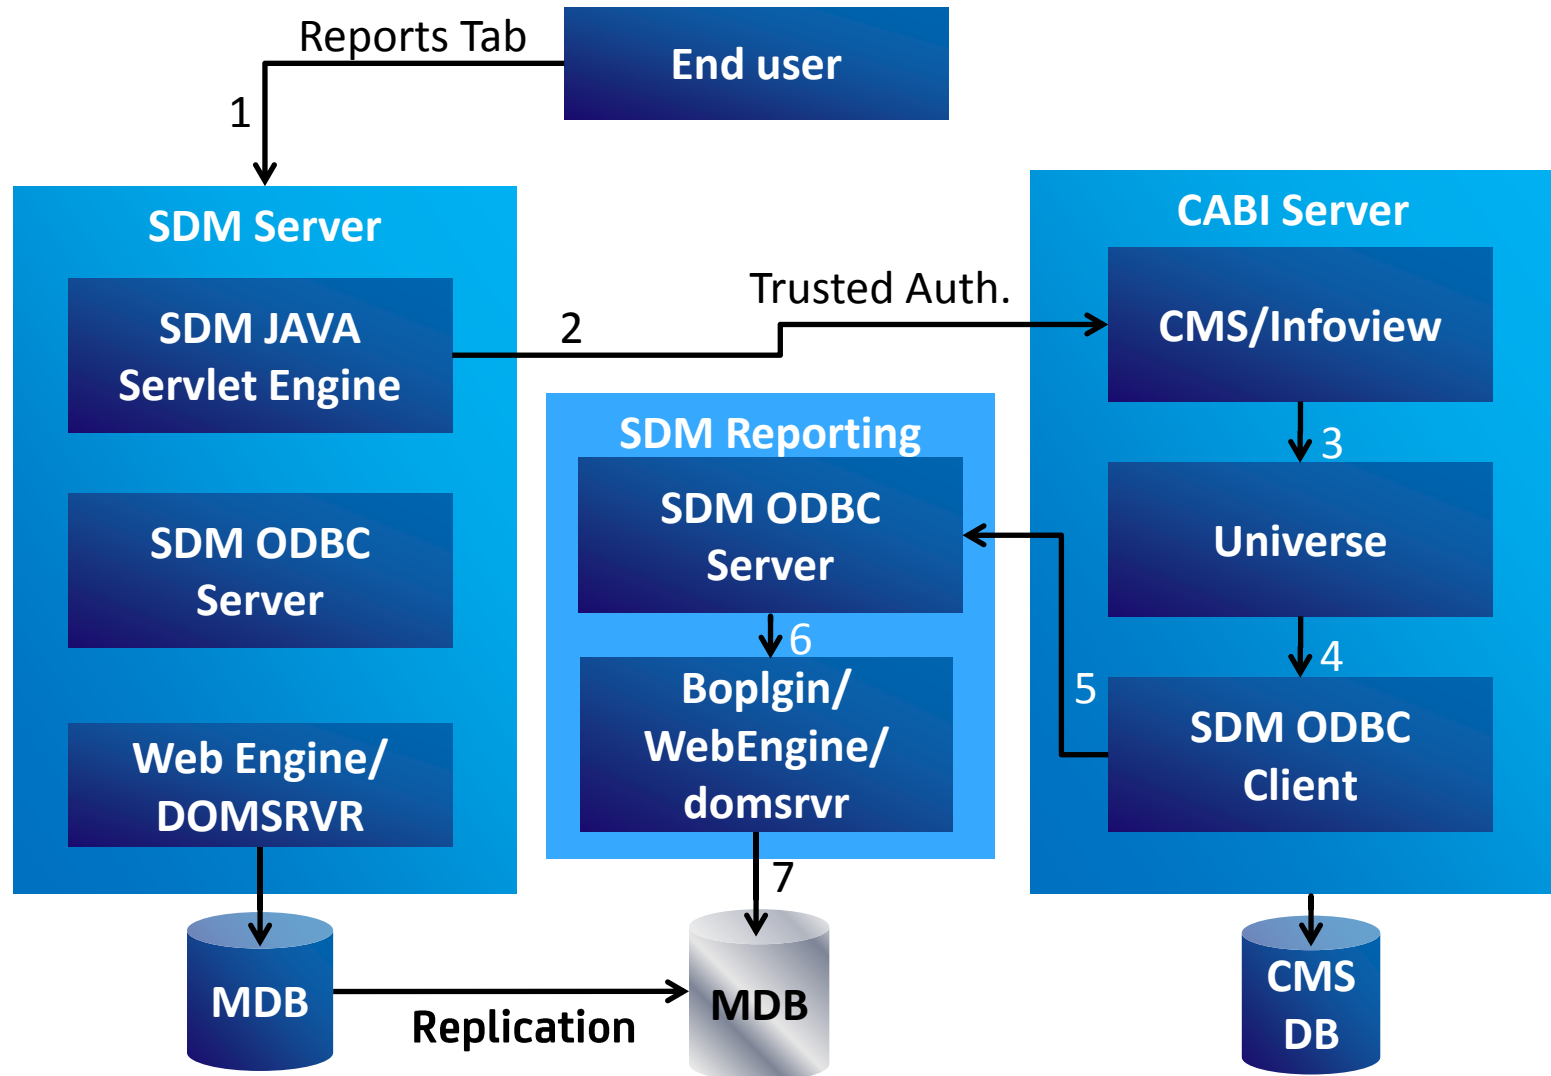 Reports Tab
End user
1
SDM Server
SDM JAVA
Servlet Engine
SDM ODBC
Server
Web Engine/
DOMSRVR
2
Trusted Auth.
SDM Reporting
SDM ODBC
Server
6
Boplgin/
WebEngine/
domsrvr
7
CABI Server
CMS/Infoview
3
Universe
4
5
SDM ODBC
Client
MDB
Replication
MDB
CMS
DB